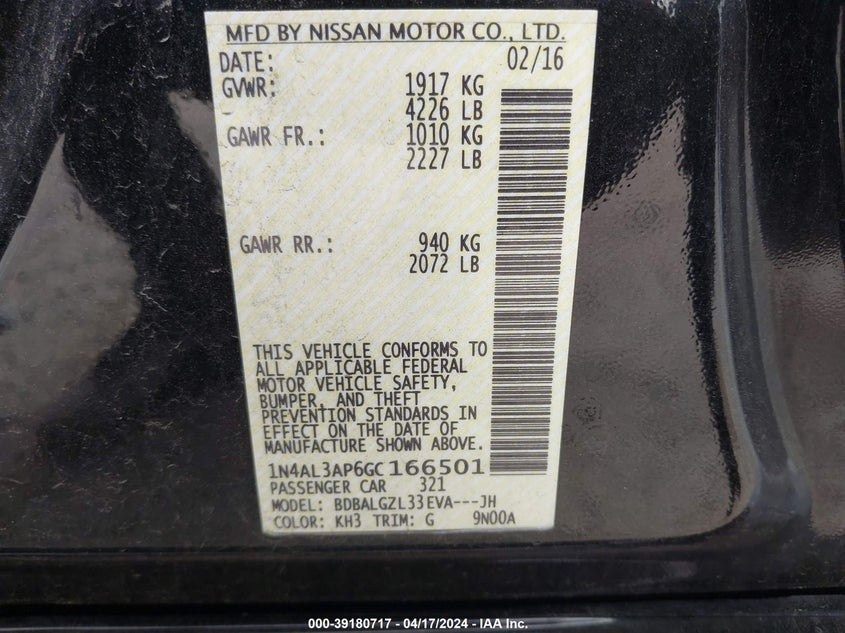 MFD BY NISSAN MOTOR CO., LTD.
DATE: 02/16
GVWR: 1917 KG
4226 LB
GAWR FR.: 1010 KG
2227 LB
GAWR RR.: 940 KG
2072 LB
THIS VEHICLE CONFORMS TO
ALL APPLICABLE FEDERAL
MOTOR VEHICLE SAFETY,
BUMPER, AND THEFT
PREVENTION STANDARDS IN
EFFECT ON THE DATE OF
MANUFACTURE SHOWN ABOVE.
1N4AL3AP6GC166501
PASSENGER CAR 321
MODEL: BDBALGZL33EVA---JH
COLOR: KH3 TRIM: G 9N00A
000-39180717 - 04/17/2024 - IAA Inc.